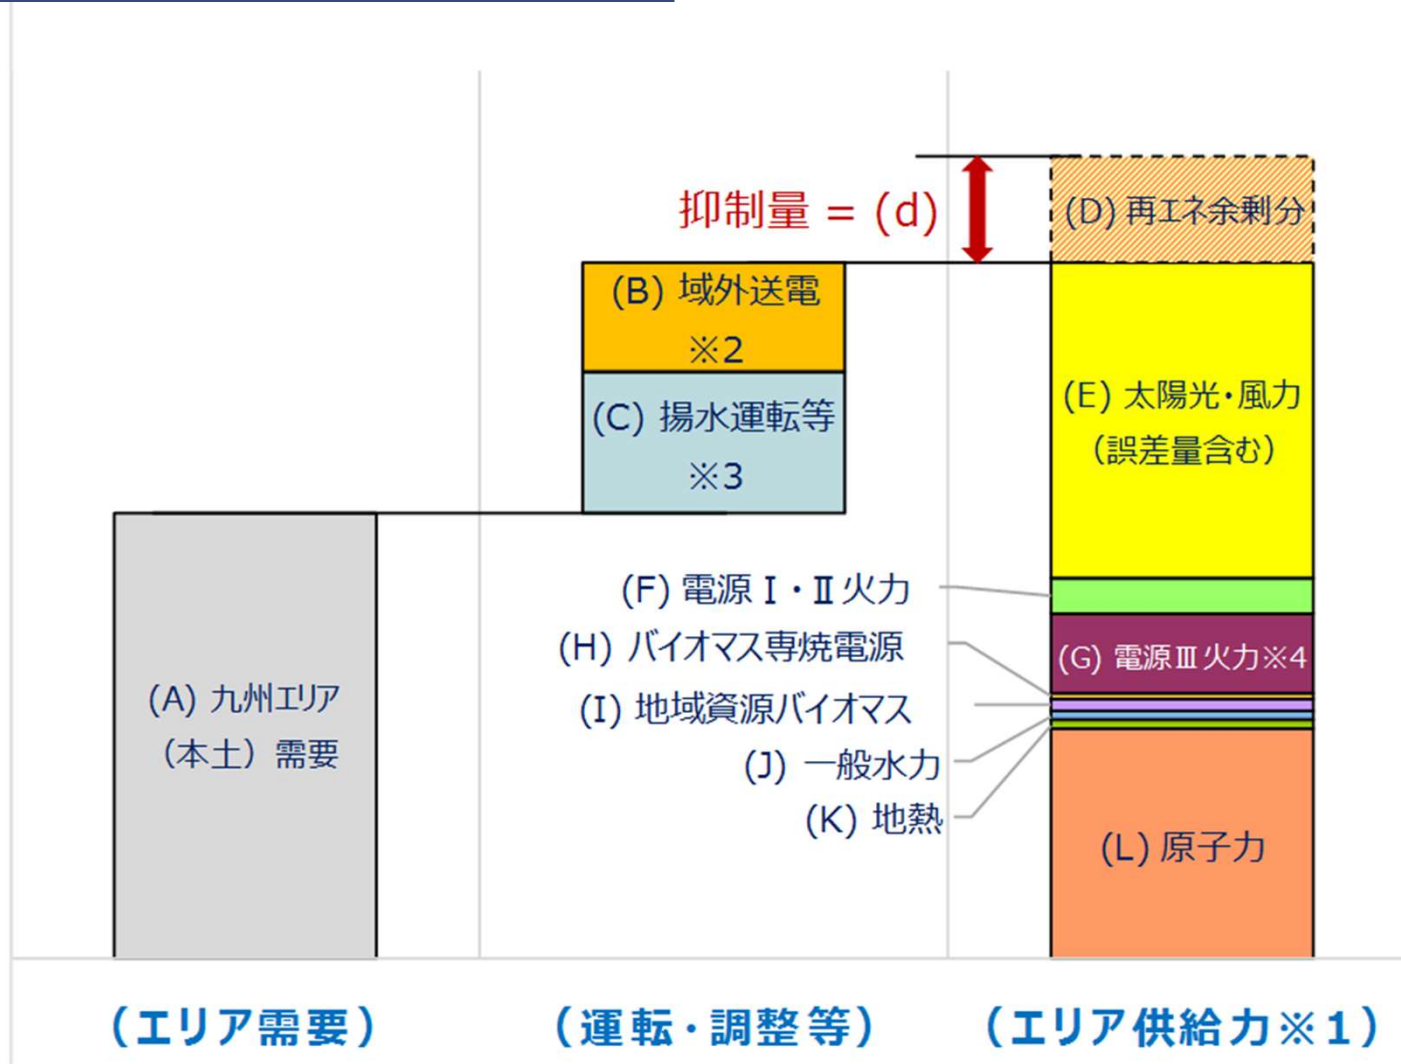 抑制量 = (d)
(D) 再エネ余剰分
(B) 域外送電
※2
(C) 揚水運転等
※3
(E) 太陽光・風力
（誤差量含む）
(F) 電源Ⅰ・Ⅱ火力
(H) バイオマス専焼電源
(G) 電源Ⅲ火力※4
(I) 地域資源バイオマス
(A) 九州エリア
（本土）需要
(J) 一般水力
(K) 地熱
(L) 原子力
（エリア需要）
（運転・調整等）
（エリア供給力※1）